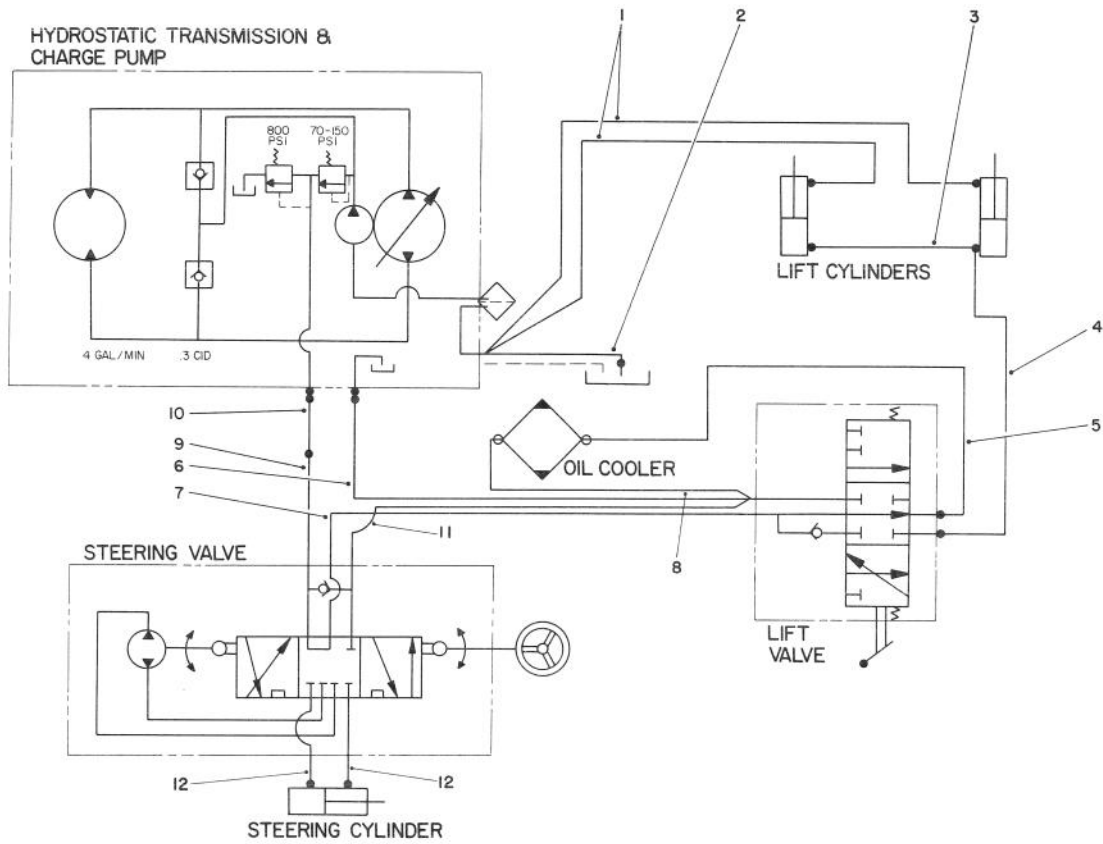 1
2
3
HYDROSTATIC TRANSMISSION &
CHARGE PUMP
800
PSI
70-150
PSI
LIFT CYLINDERS
4 GAL/MIN
.3 CID
4
10
5
9
OIL COOLER
6
7
11
8
STEERING VALVE
LIFT
VALVE
12
12
STEERING CYLINDER